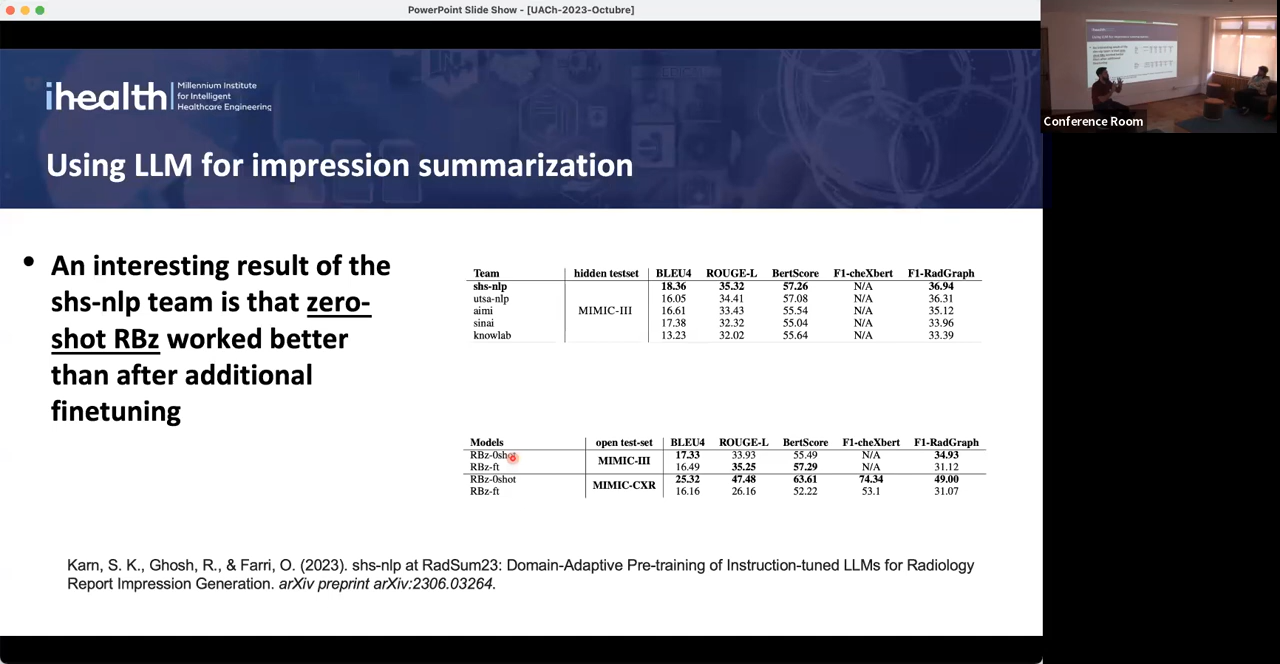 PowerPoint Slide Show - [UACh-2023-Octubre]
ihealth
Millennium Institute
for Intelligent
Healthcare Engineering
Using LLM for impression summarization
• An interesting result of the
shs-nlp team is that zero-
shot RBz worked better
than after additional
finetuning
Team hidden testset BLEU4 ROUGE-L BertScore F1-cheXbert F1-RadGraph
shs-nlp 18.36 35.32 57.26 N/A 36.94
utsa-nlp 16.05 34.41 57.08 N/A 36.31
aimi MIMIC-III 16.61 33.43 55.54 N/A 35.12
sinai 17.38 32.32 55.04 N/A 33.96
knowlab 13.23 32.02 55.64 N/A 33.39
Models open test-set BLEU4 ROUGE-L BertScore F1-cheXbert F1-RadGraph
RBz-0shot MIMIC-III 17.33 33.93 55.49 N/A 34.93
RBz-ft 16.49 35.25 57.29 N/A 31.12
RBz-0shot MIMIC-CXR 25.32 47.48 63.61 74.34 49.00
RBz-ft 16.16 26.16 52.22 53.1 31.07
Karn, S. K., Ghosh, R., & Farri, O. (2023). shs-nlp at RadSum23: Domain-Adaptive Pre-training of Instruction-tuned LLMs for Radiology
Report Impression Generation. arXiv preprint arXiv:2306.03264.
Conference Room